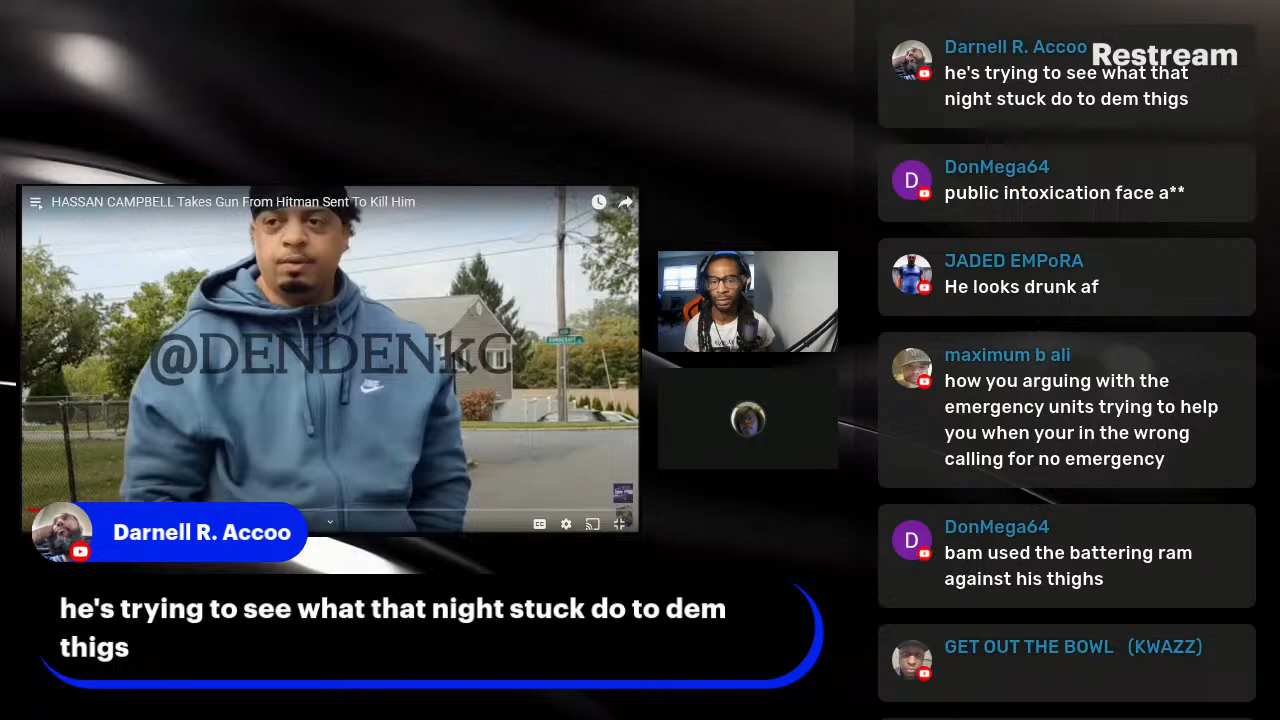 HASSAN CAMPBELL Takes Gun From Hitman Sent To Kill Him
@DENDENKG
Darnell R. Accoo
he's trying to see what that night stuck do to dem
thigs
Restream
Darnell R. Accoo
he's trying to see what that
night stuck do to dem thigs
D
DonMega64
public intoxication face a**
JADED EMPoRA
He looks drunk af
maximum b ali
how you arguing with the
emergency units trying to help
you when your in the wrong
calling for no emergency
D
DonMega64
bam used the battering ram
against his thighs
GET OUT THE BOWL (KWAZZ)